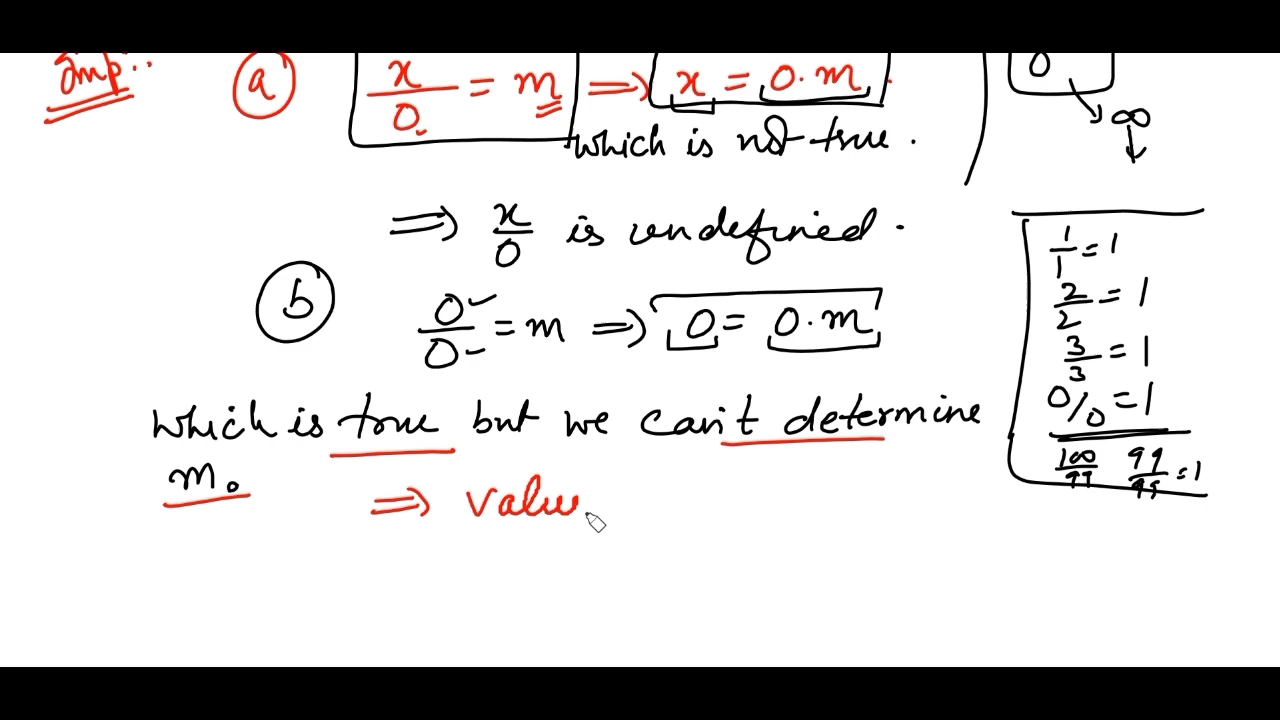 Imp:
(a) x/0 = m ⟹ x = 0·m
which is not true.
⟹ x/0 is undefined.
(b) 0/0 = m ⟹ 0 = 0·m
which is true but we can't determine
m.
⟹ value
0
∞
1/1 = 1
2/2 = 1
3/3 = 1
0/0 = 1
100/99 99/99 = 1